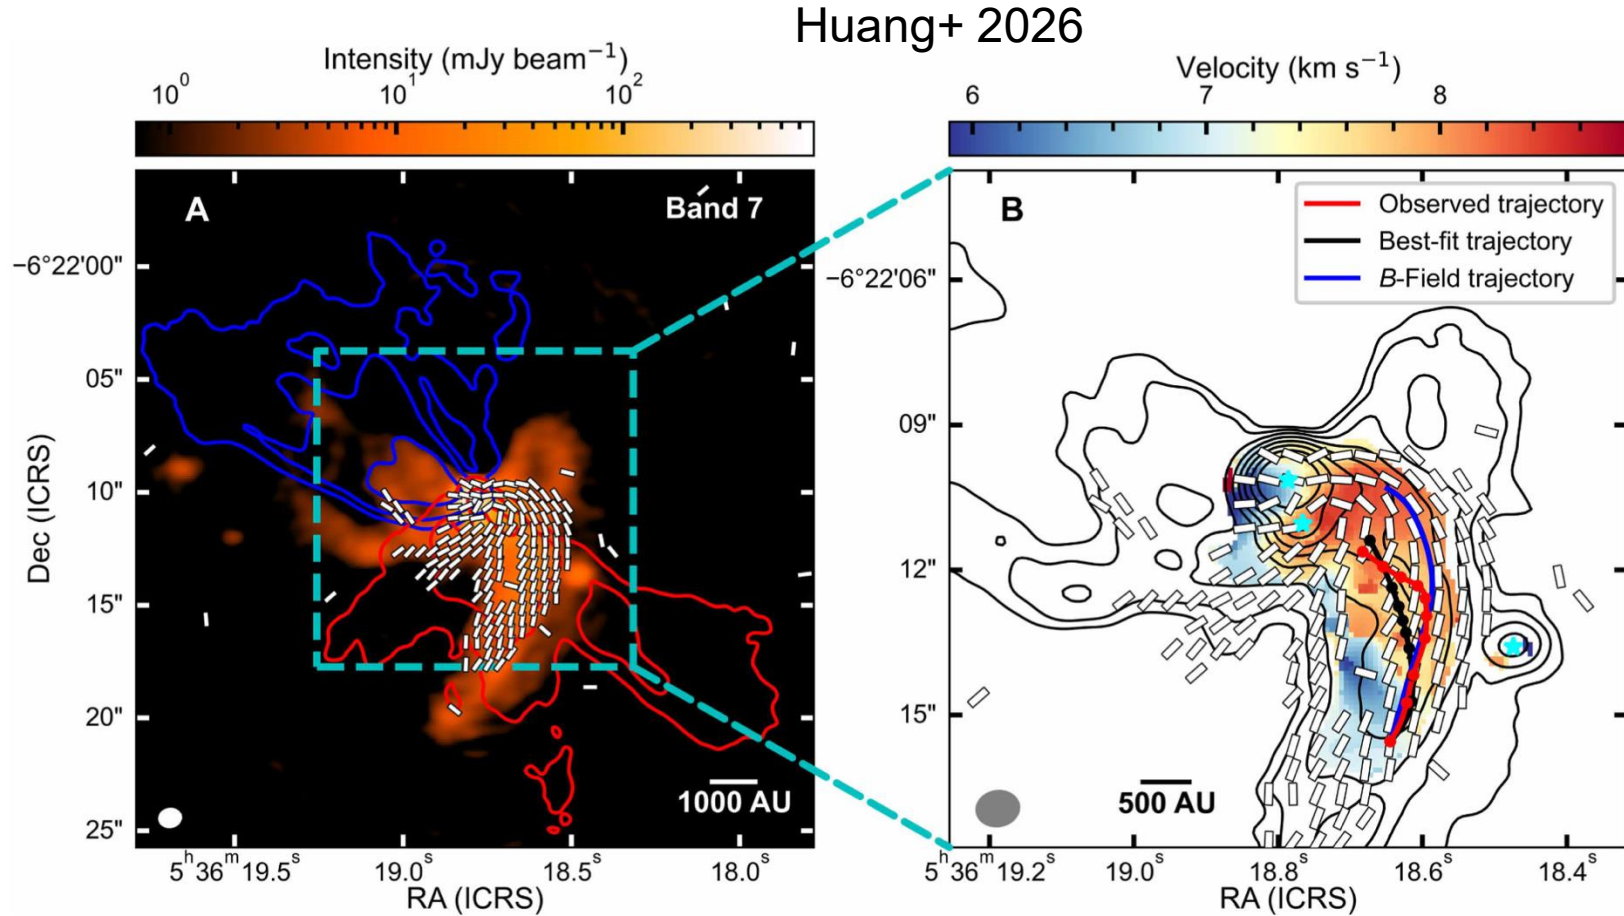 Huang+ 2026
Intensity (mJy beam⁻¹)
10⁰ 10¹ 10²
A
Band 7
−6°22'00"
05"
10"
15"
20"
25"
Dec (ICRS)
1000 AU
5ʰ36ᵐ19.5ˢ 19.0ˢ 18.5ˢ 18.0ˢ
RA (ICRS)
Velocity (km s⁻¹)
6 7 8
B
Observed trajectory
Best-fit trajectory
B-Field trajectory
−6°22'06"
09"
12"
15"
500 AU
5ʰ36ᵐ19.2ˢ 19.0ˢ 18.8ˢ 18.6ˢ 18.4ˢ
RA (ICRS)